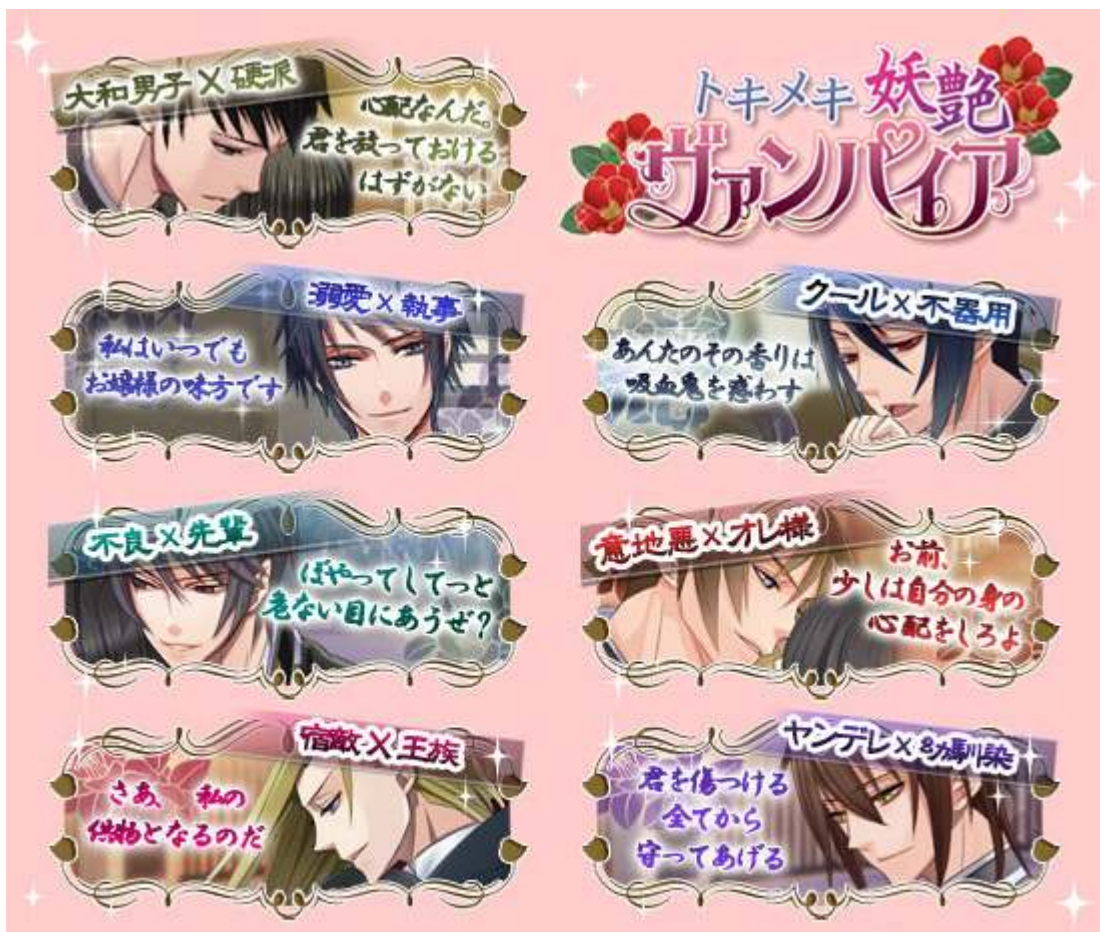 大和男子×硬派
心配なんだ。
君を放っておける
はずがない
トキメキ 妖艶
ヴァンパイア
溺愛×執事
私はいつでも
お嬢様の味方です
クール×不器用
あんたのその香りは
吸血鬼を惑わす
不良×先輩
ぼやってしてっと
危ない目にあうぜ?
意地悪×オレ様
お前、
少しは自分の身の
心配をしろよ
宿敵×王族
さあ、私の
供物となるのだ
ヤンデレ×幼馴染
君を傷つける
全てから
守ってあげる